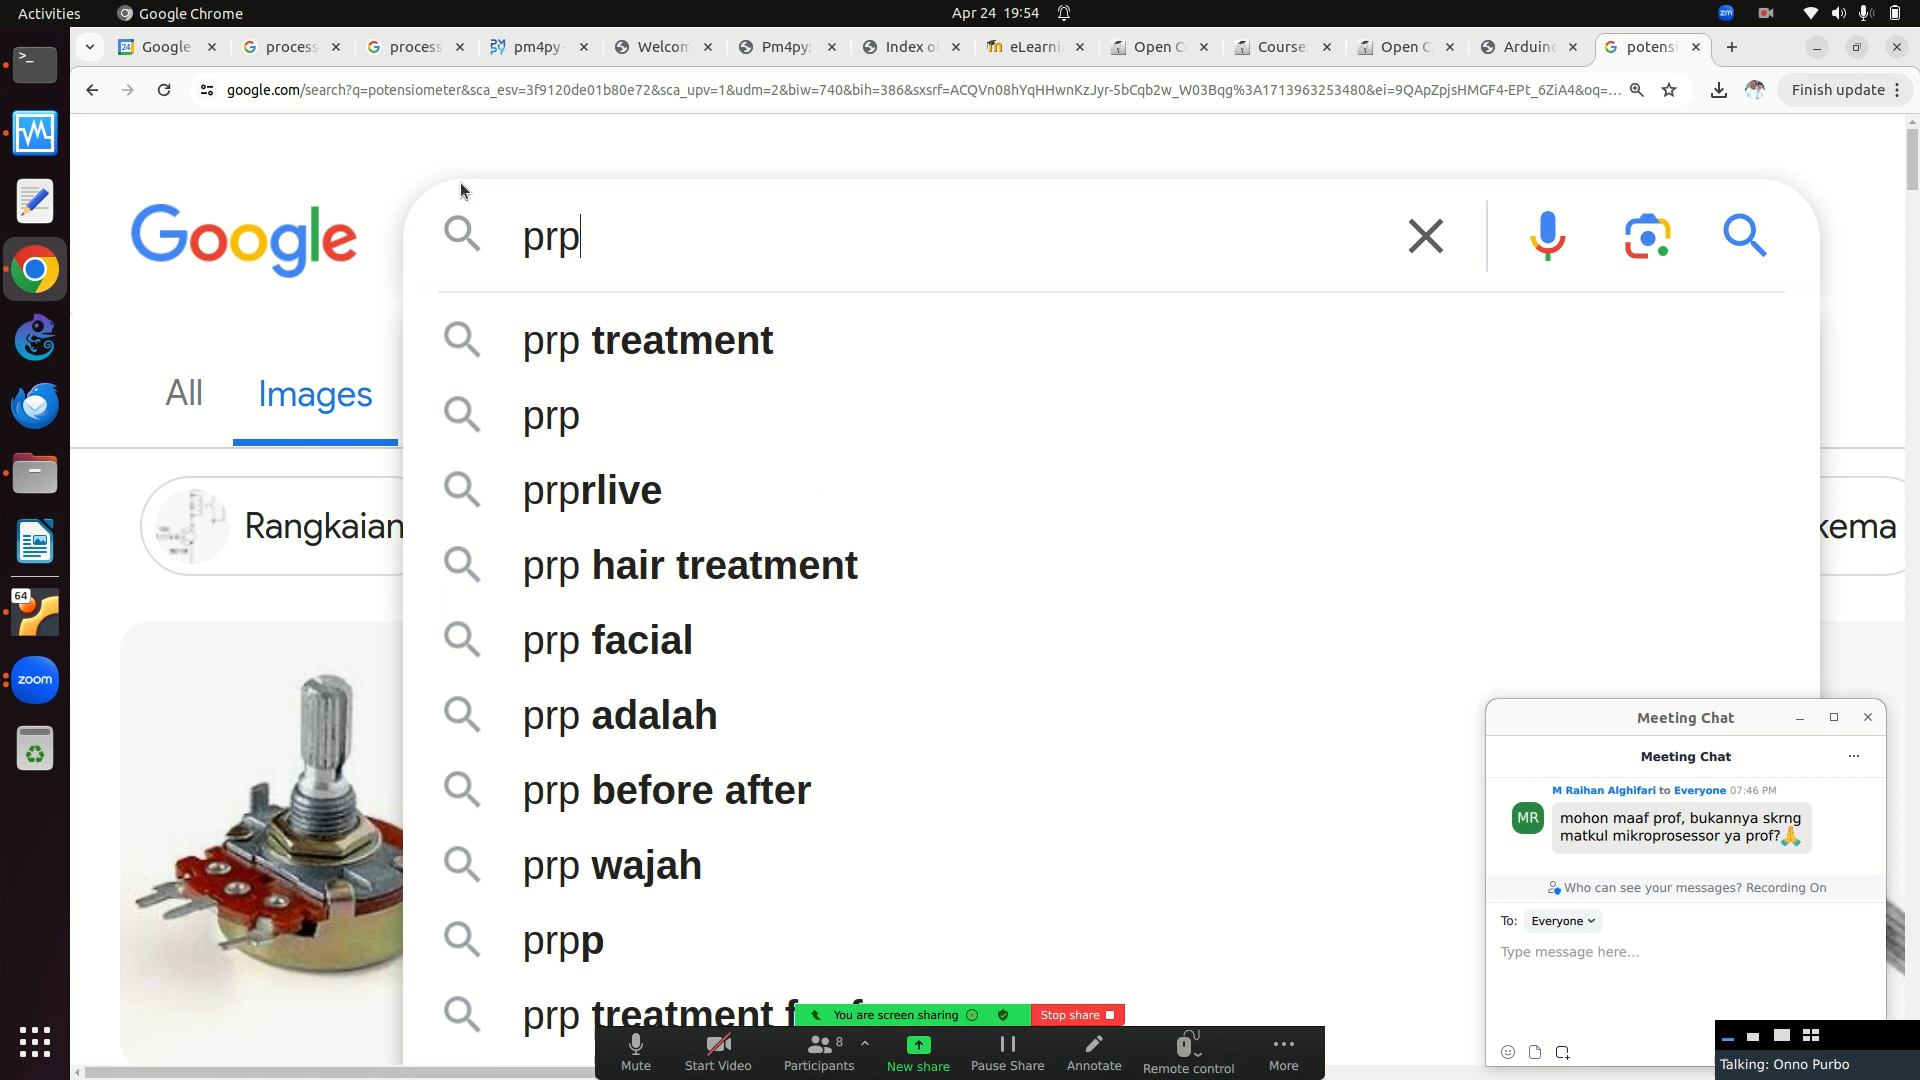 Activities
Google Chrome
Apr 24 19:54
zm
Google
process
process
pm4py
Welcom
Pm4py:
Index o
eLearni
Open C
Course:
Open C
Arduin
potensi
google.com/search?q=potensiometer&sca_esv=3f9120de01b80e72&sca_upv=1&udm=2&biw=740&bih=386&sxsrf=ACQVn08hYqHHwnKzJyr-5bCqb2w_W03Bqg%3A1713963253480&ei=9QApZpjsHMGF4-EPt_6ZiA4&oq=...
Finish update
Google
prp
prp treatment
prp
prprlive
prp hair treatment
prp facial
prp adalah
prp before after
prp wajah
prpp
prp treatment f
All
Images
Rangkaian
kema
64
zoom
Meeting Chat
Meeting Chat
M Raihan Alghifari to Everyone 07:46 PM
MR
mohon maaf prof, bukannya skrng
matkul mikroprosessor ya prof?🙏
Who can see your messages? Recording On
To: Everyone
Type message here...
You are screen sharing
Stop share
Mute
Start Video
Participants
8
New share
Pause Share
Annotate
Remote control
More
Talking: Onno Purbo